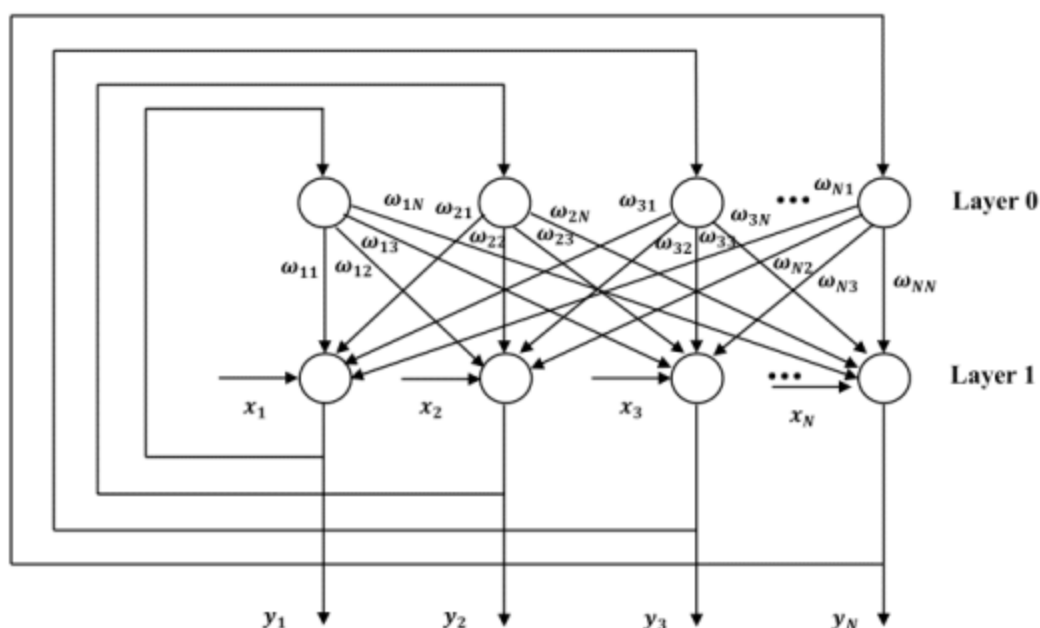 ω₁N ω₂₁ ω₂N ω₃₁ ω₃N ••• ωN₁ Layer 0
ω₁₃ ω₂₂ ω₂₃ ω₃₂ ω₃₃
ω₁₁ ω₁₂ ωN₂ ωN₃ ωNN
Layer 1
x₁ x₂ x₃ ••• xN
y₁ y₂ y₃ yN